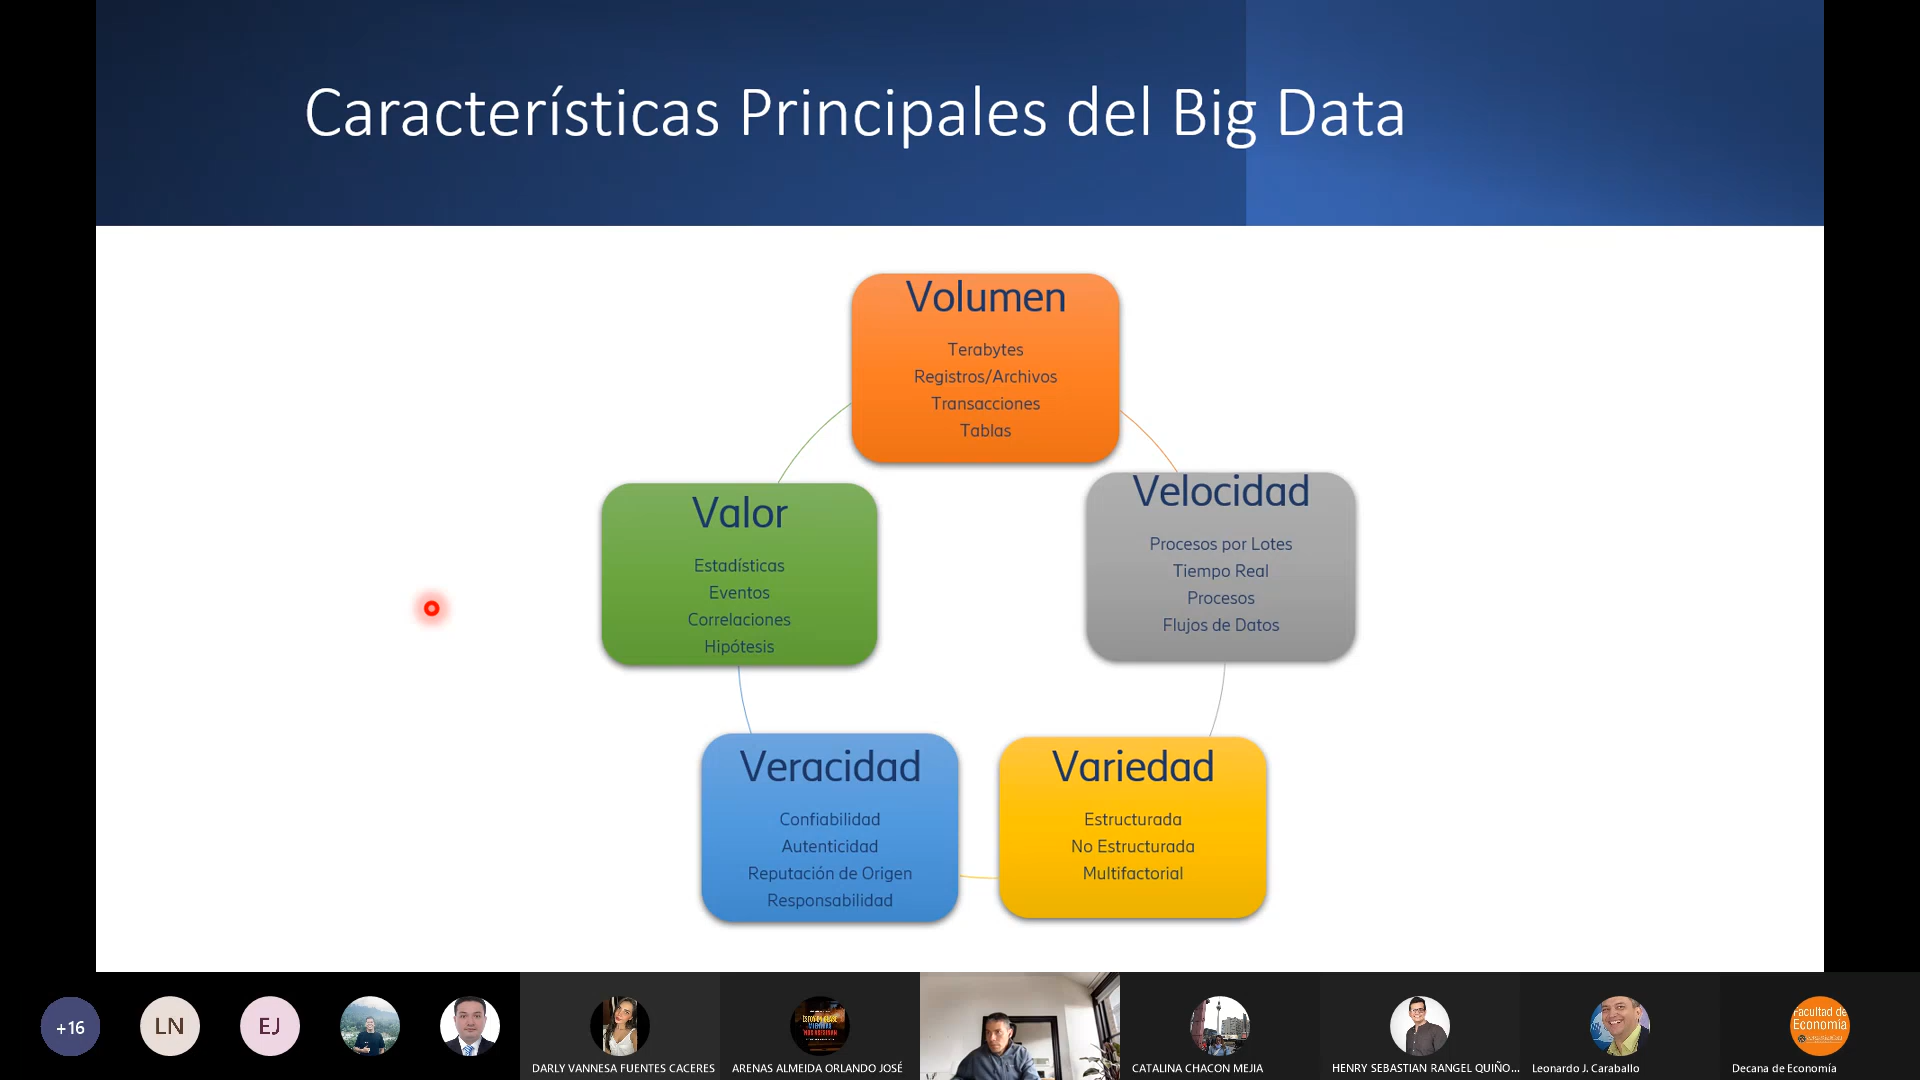 Características Principales del Big Data
Volumen
Terabytes
Registros/Archivos
Transacciones
Tablas
Velocidad
Procesos por Lotes
Tiempo Real
Procesos
Flujos de Datos
Valor
Estadísticas
Eventos
Correlaciones
Hipótesis
Veracidad
Confiabilidad
Autenticidad
Reputación de Origen
Responsabilidad
Variedad
Estructurada
No Estructurada
Multifactorial
+16
LN
EJ
DARLY VANNESA FUENTES CACERES
ARENAS ALMEIDA ORLANDO JOSÉ
CATALINA CHACON MEJIA
HENRY SEBASTIAN RANGEL QUIÑO...
Leonardo J. Caraballo
Facultad de
Economía
Decana de Economía